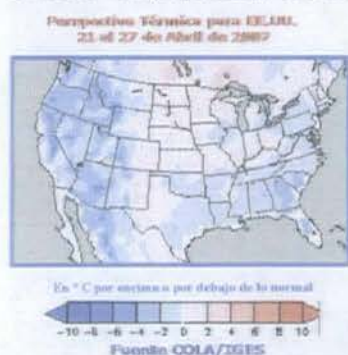 Perspectiva Térmica para EE.UU.
21 al 27 de Abril de 2007
En ° C por encima o por debajo de lo normal
-10 -8 -6 -4 -2 0 2 4 6 8 10
Fuente COLA/IGES